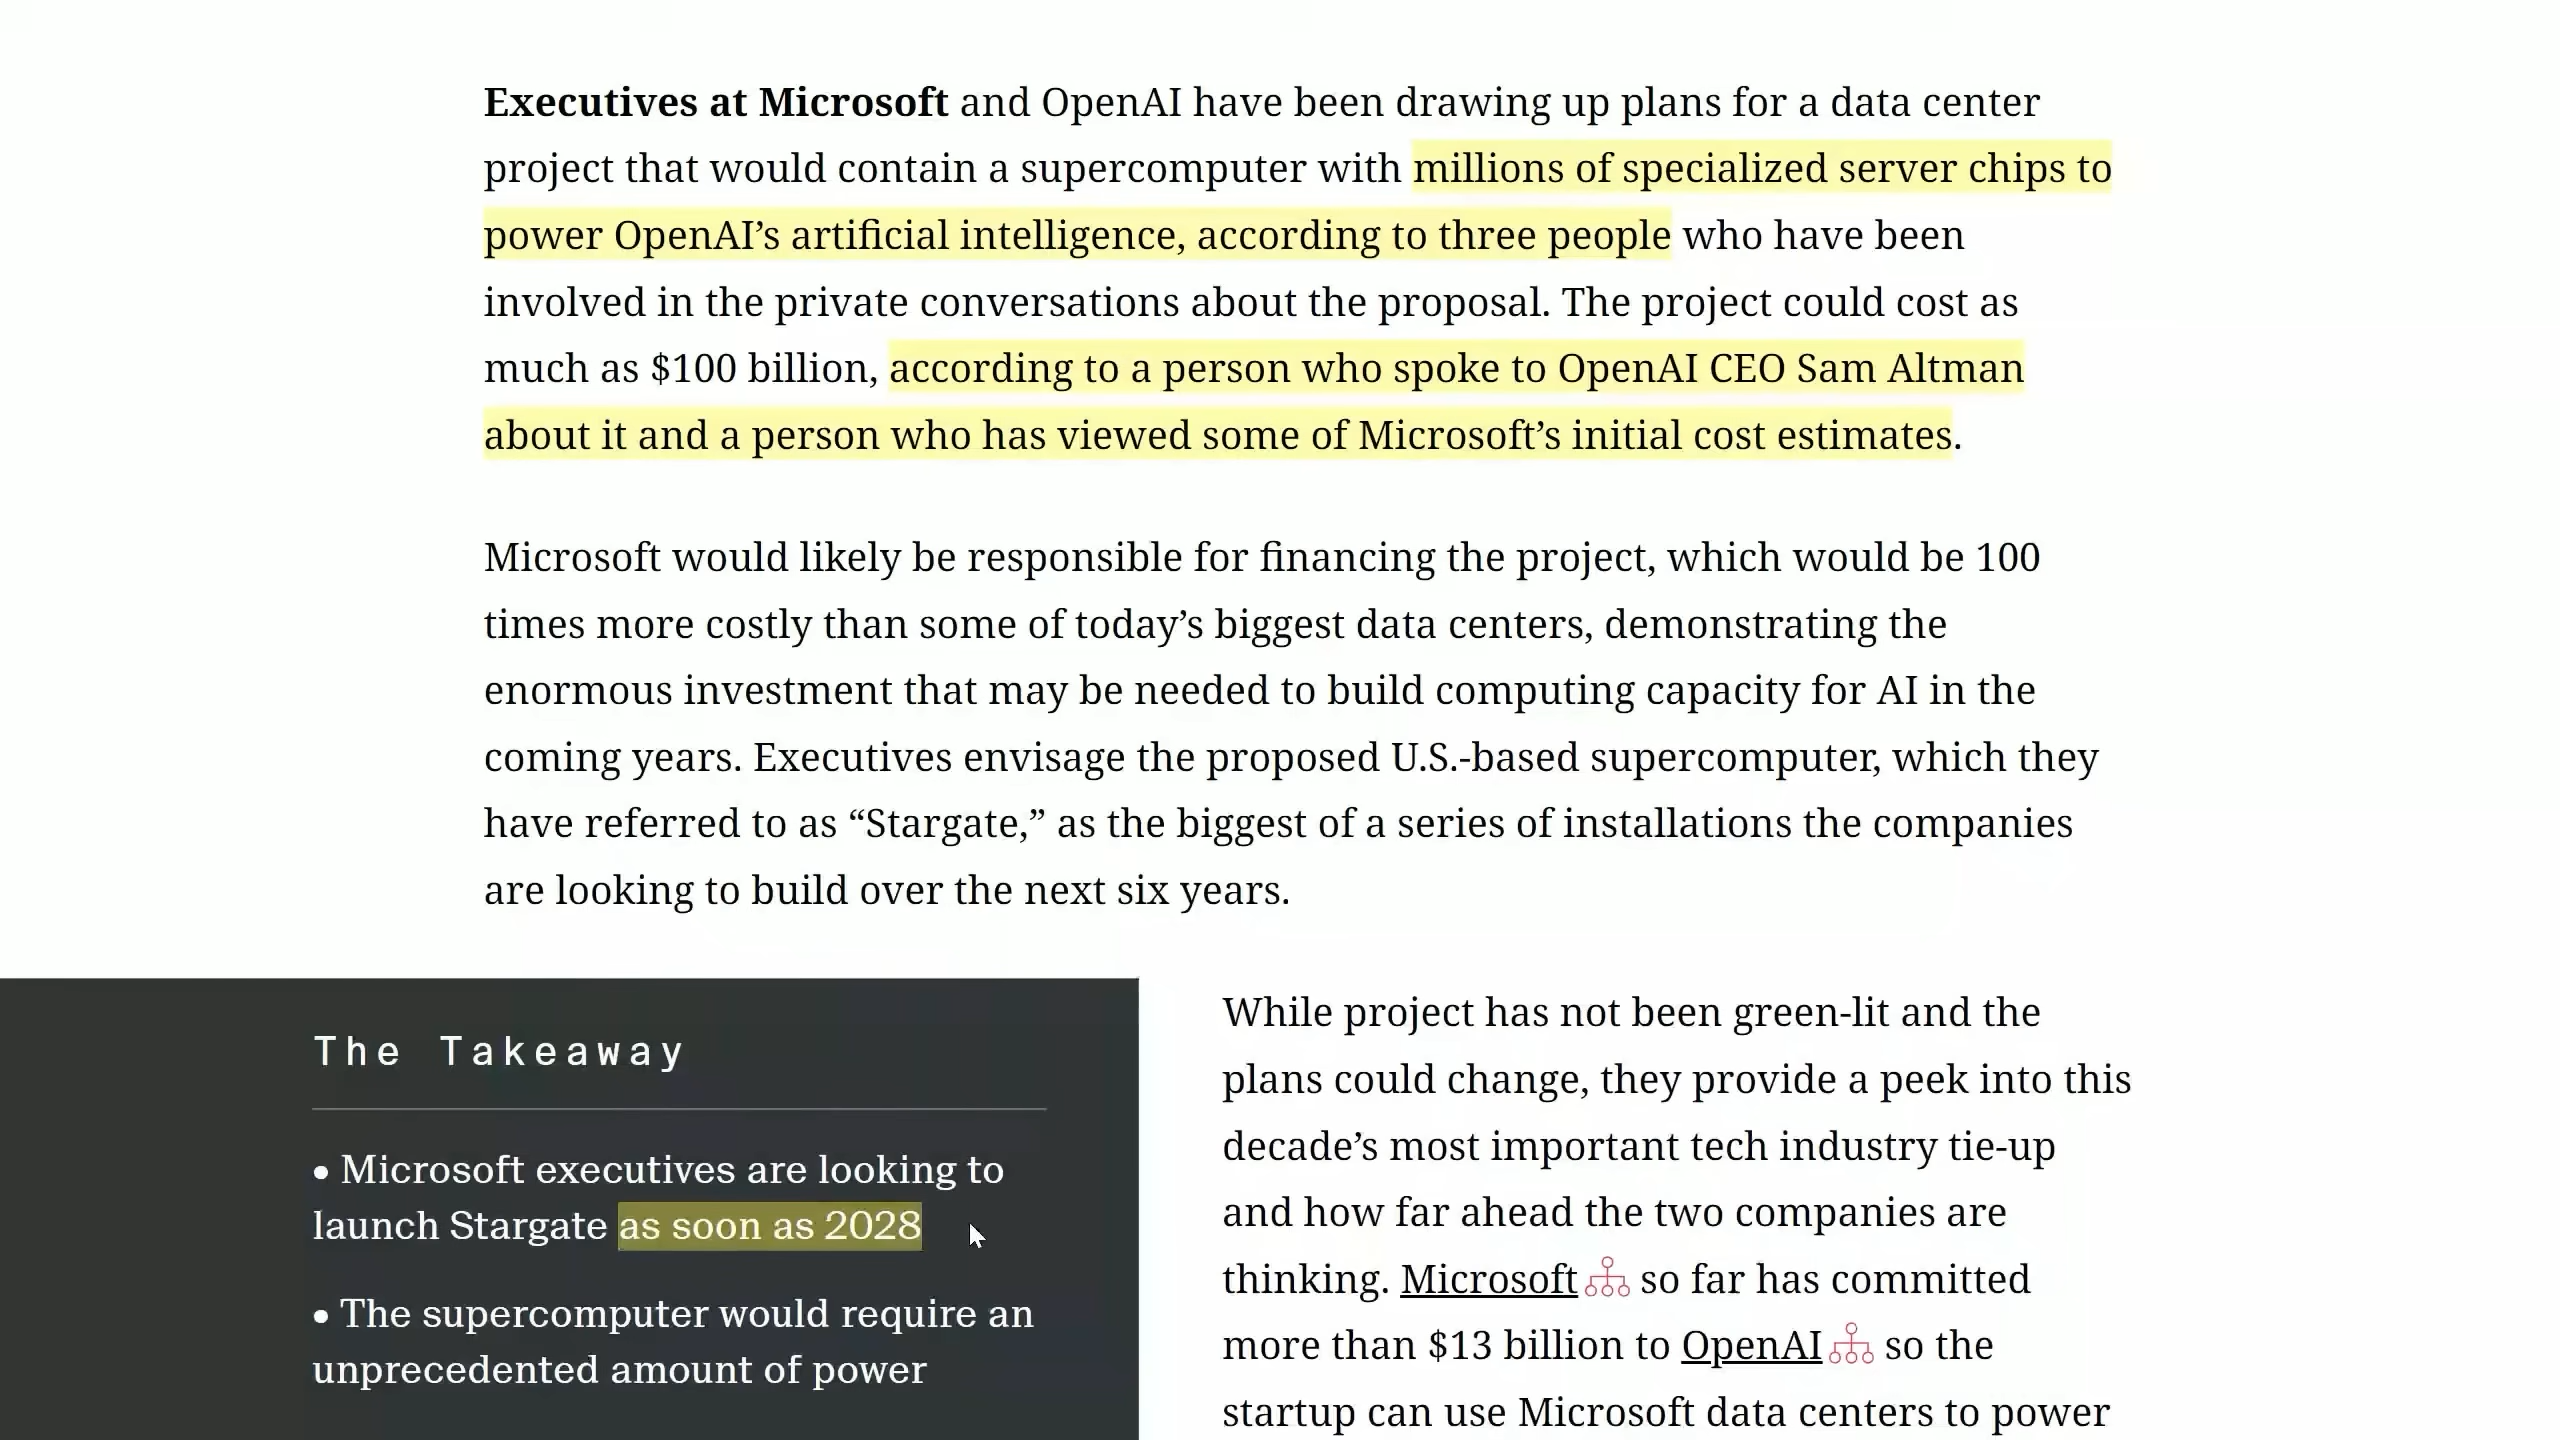 Executives at Microsoft and OpenAI have been drawing up plans for a data center
project that would contain a supercomputer with millions of specialized server chips to
power OpenAI’s artificial intelligence, according to three people who have been
involved in the private conversations about the proposal. The project could cost as
much as $100 billion, according to a person who spoke to OpenAI CEO Sam Altman
about it and a person who has viewed some of Microsoft’s initial cost estimates.
Microsoft would likely be responsible for financing the project, which would be 100
times more costly than some of today’s biggest data centers, demonstrating the
enormous investment that may be needed to build computing capacity for AI in the
coming years. Executives envisage the proposed U.S.-based supercomputer, which they
have referred to as “Stargate,” as the biggest of a series of installations the companies
are looking to build over the next six years.
The Takeaway
• Microsoft executives are looking to
launch Stargate as soon as 2028
• The supercomputer would require an
unprecedented amount of power
While project has not been green-lit and the
plans could change, they provide a peek into this
decade’s most important tech industry tie-up
and how far ahead the two companies are
thinking. Microsoft so far has committed
more than $13 billion to OpenAI so the
startup can use Microsoft data centers to power